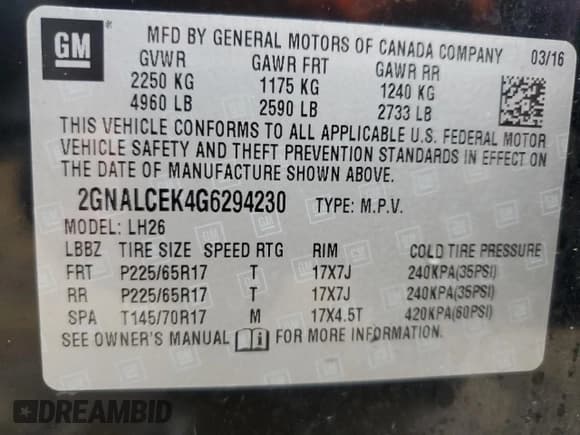 GM
MFD BY GENERAL MOTORS OF CANADA COMPANY 03/16
GVWR GAWR FRT GAWR RR
2250 KG 1175 KG 1240 KG
4960 LB 2590 LB 2733 LB
THIS VEHICLE CONFORMS TO ALL APPLICABLE U.S. FEDERAL MOTOR
VEHICLE SAFETY AND THEFT PREVENTION STANDARDS IN EFFECT ON
THE DATE OF MANUFACTURE SHOWN ABOVE.
2GNALCEK4G6294230 TYPE: M.P.V.
MODEL: LH26
LBBZ TIRE SIZE SPEED RTG RIM COLD TIRE PRESSURE
FRT P225/65R17 T 17X7J 240KPA(35PSI)
RR P225/65R17 T 17X7J 240KPA(35PSI)
SPA T145/70R17 M 17X4.5T 420KPA(60PSI)
SEE OWNER'S MANUAL FOR MORE INFORMATION.
DREAMBID